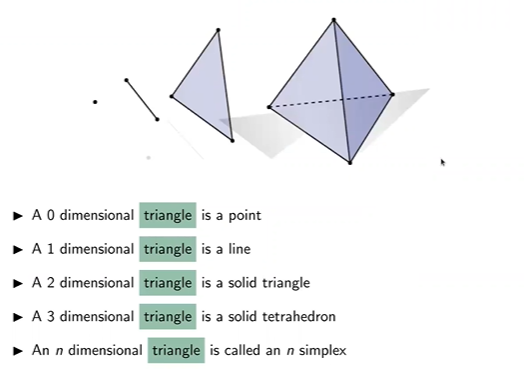 ▶ A 0 dimensional triangle is a point
▶ A 1 dimensional triangle is a line
▶ A 2 dimensional triangle is a solid triangle
▶ A 3 dimensional triangle is a solid tetrahedron
▶ An n dimensional triangle is called an n simplex